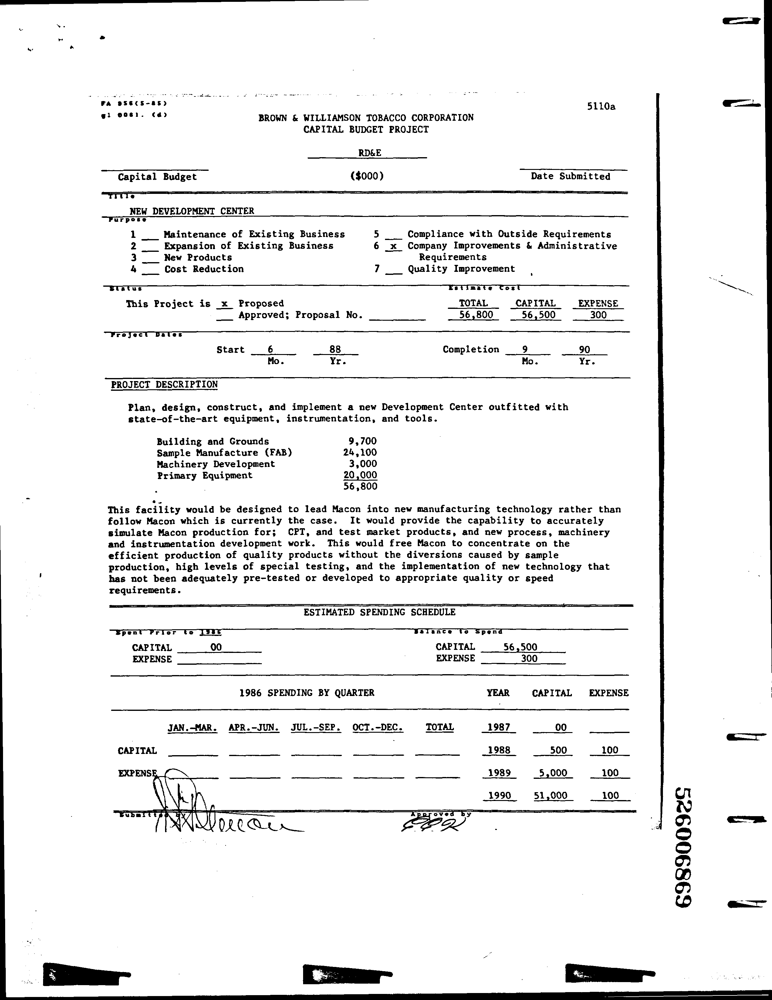 FA 956(5-85)
5110a
BROWN & WILLIAMSON TOBACCO CORPORATION
CAPITAL BUDGET PROJECT
RD&E
Capital Budget ($000) Date Submitted
Title
NEW DEVELOPMENT CENTER
Purpose
1 __ Maintenance of Existing Business 5 __ Compliance with Outside Requirements
2 __ Expansion of Existing Business 6 x Company Improvements & Administrative
3 __ New Products Requirements
4 __ Cost Reduction 7 __ Quality Improvement
Status Estimate Cost
This Project is x Proposed TOTAL CAPITAL EXPENSE
__ Approved; Proposal No. ________ 56,800 56,500 300
Project Dates
Start 6 88 Completion 9 90
Mo. Yr. Mo. Yr.
PROJECT DESCRIPTION
Plan, design, construct, and implement a new Development Center outfitted with
state-of-the-art equipment, instrumentation, and tools.
Building and Grounds 9,700
Sample Manufacture (FAB) 24,100
Machinery Development 3,000
Primary Equipment 20,000
56,800
This facility would be designed to lead Macon into new manufacturing technology rather than
follow Macon which is currently the case. It would provide the capability to accurately
simulate Macon production for; CPT, and test market products, and new process, machinery
and instrumentation development work. This would free Macon to concentrate on the
efficient production of quality products without the diversions caused by sample
production, high levels of special testing, and the implementation of new technology that
has not been adequately pre-tested or developed to appropriate quality or speed
requirements.
ESTIMATED SPENDING SCHEDULE
Spent Prior to 1986 Balance to Spend
CAPITAL 00 CAPITAL 56,500
EXPENSE ________ EXPENSE 300
1986 SPENDING BY QUARTER YEAR CAPITAL EXPENSE
JAN.-MAR. APR.-JUN. JUL.-SEP. OCT.-DEC. TOTAL 1987 00
CAPITAL 1988 500 100
EXPENSE 1989 5,000 100
1990 51,000 100
Submitted by Approved by
526006869